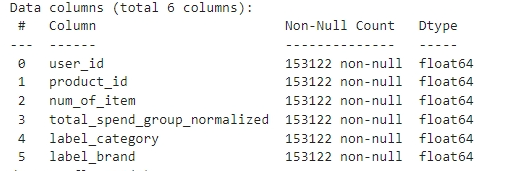 Data columns (total 6 columns):
 #   Column                        Non-Null Count   Dtype
---  ------                        --------------   -----
 0   user_id                       153122 non-null  float64
 1   product_id                    153122 non-null  float64
 2   num_of_item                   153122 non-null  float64
 3   total_spend_group_normalized  153122 non-null  float64
 4   label_category                153122 non-null  float64
 5   label_brand                   153122 non-null  float64